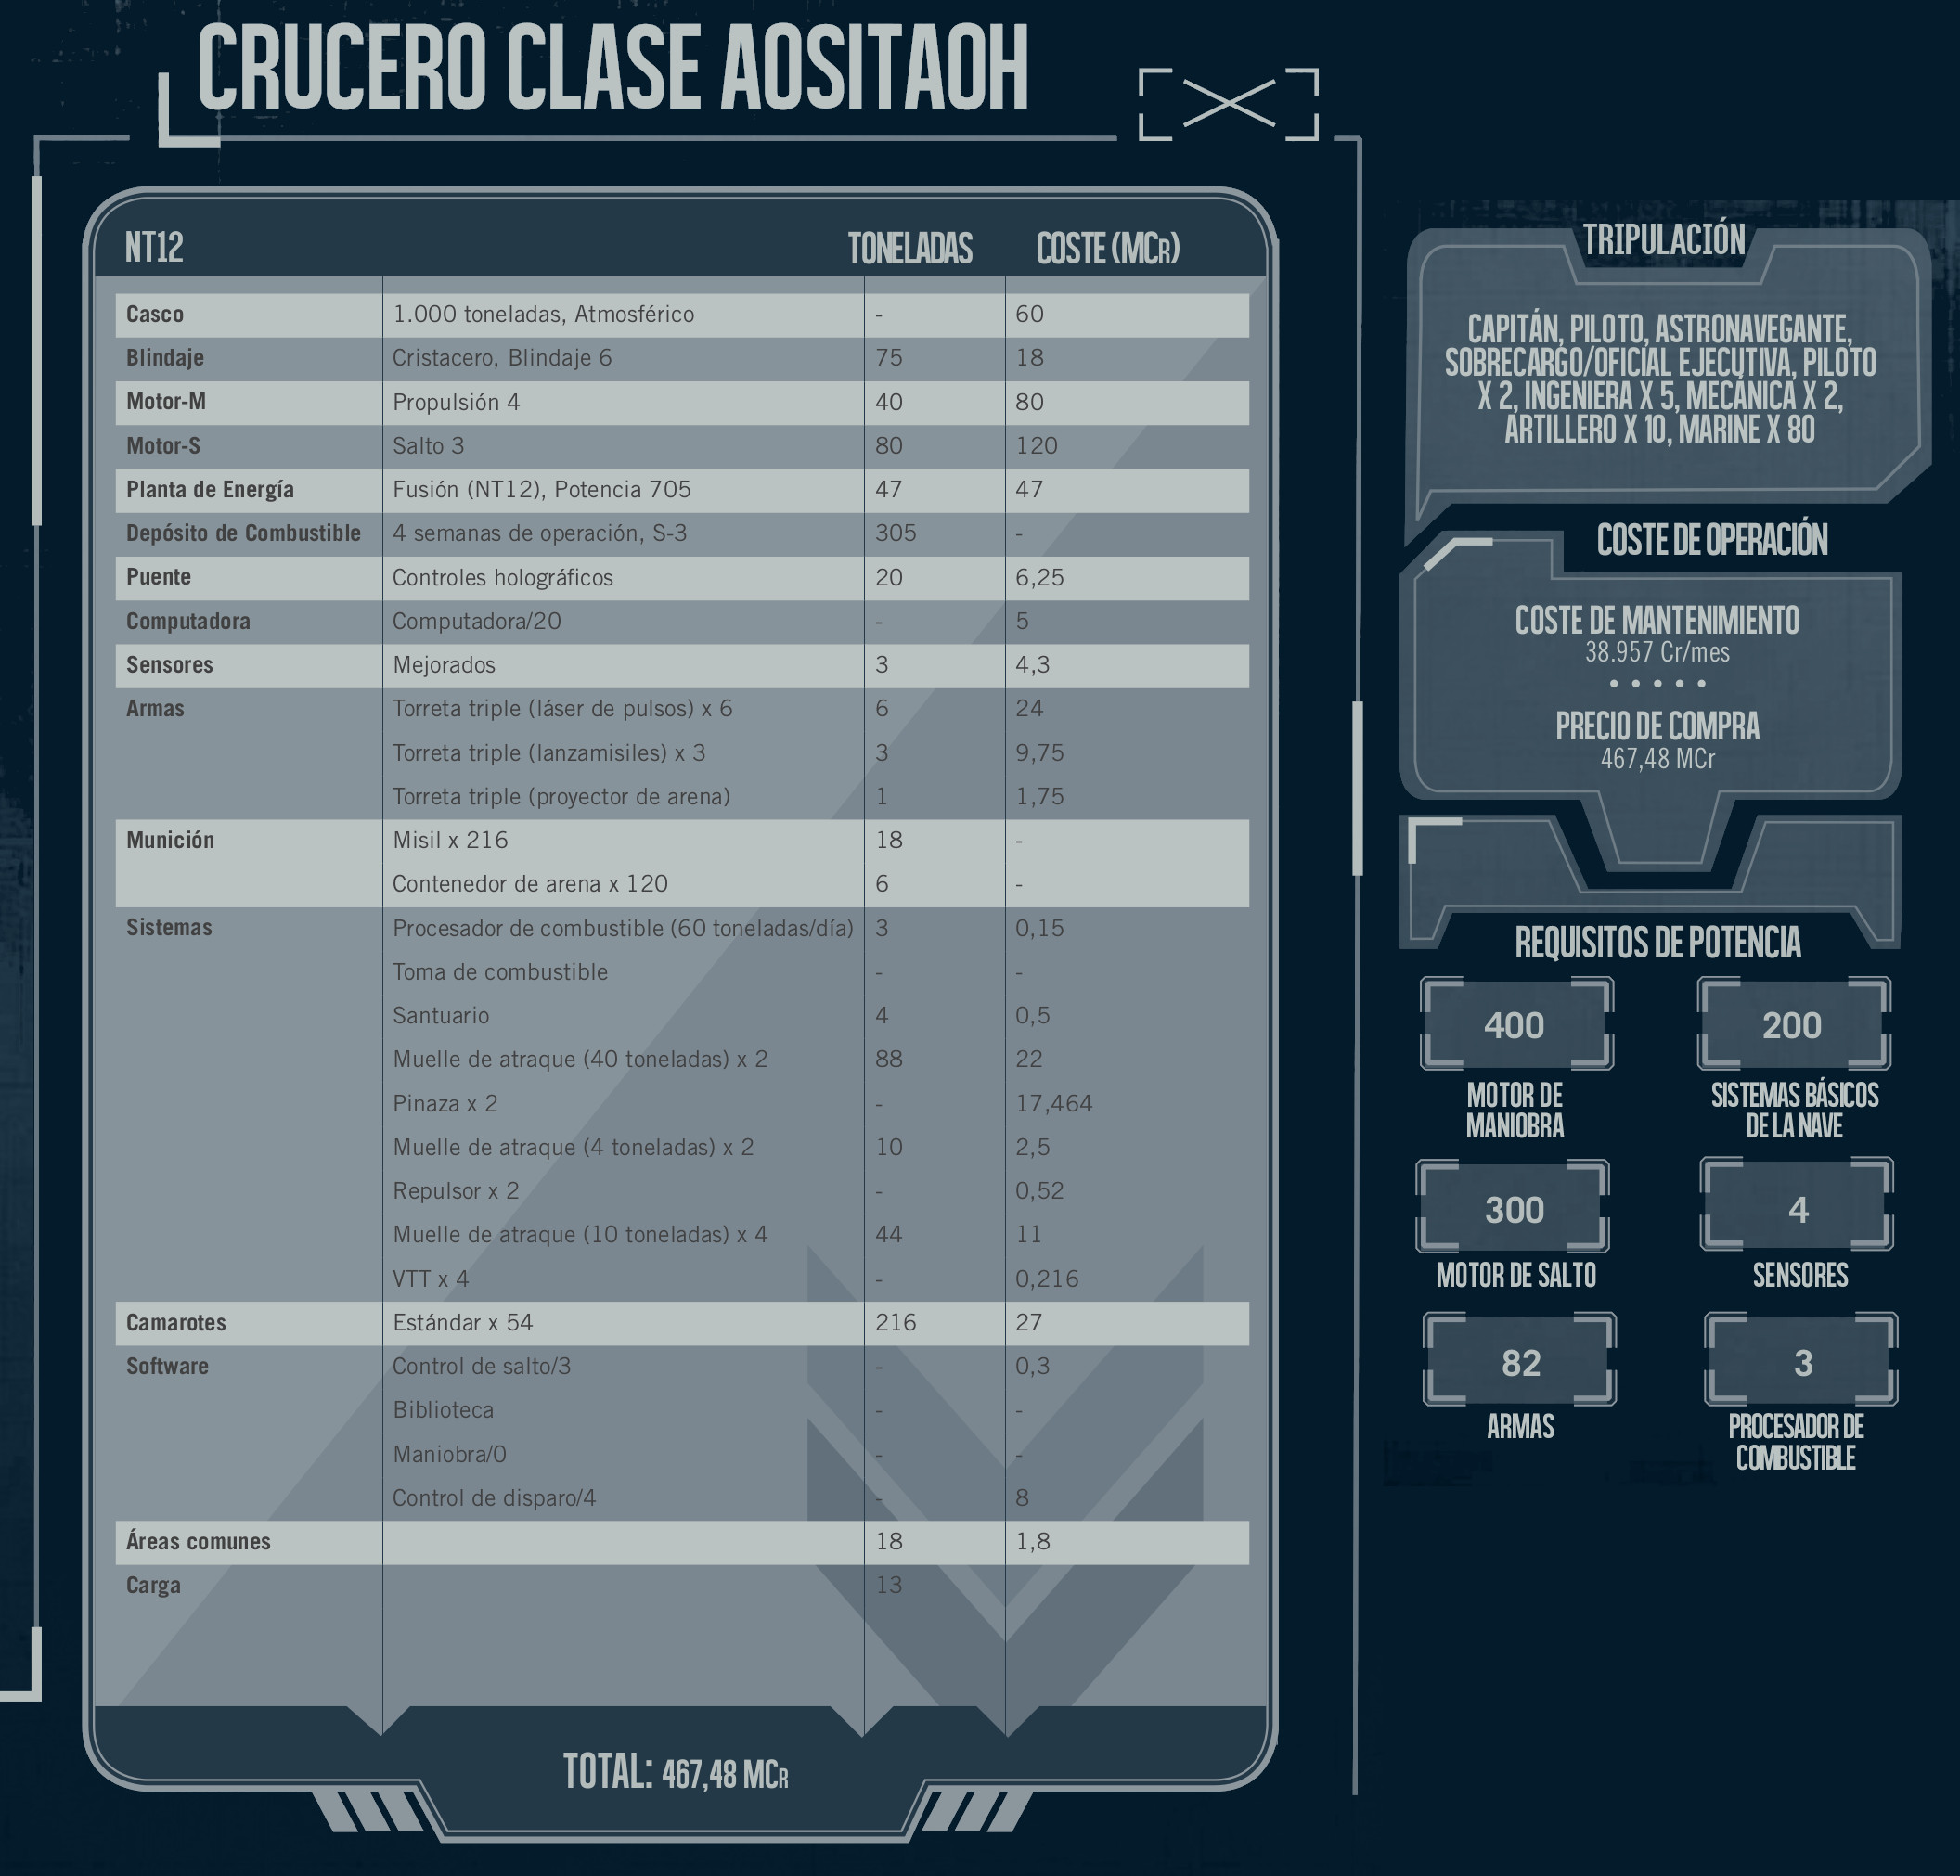 CRUCERO CLASE AOSITAOH
NT12 TONELADAS COSTE (MCR)
Casco 1.000 toneladas, Atmosférico - 60
Blindaje Cristacero, Blindaje 6 75 18
Motor-M Propulsión 4 40 80
Motor-S Salto 3 80 120
Planta de Energía Fusión (NT12), Potencia 705 47 47
Depósito de Combustible 4 semanas de operación, S-3 305 -
Puente Controles holográficos 20 6,25
Computadora Computadora/20 - 5
Sensores Mejorados 3 4,3
Armas Torreta triple (láser de pulsos) x 6 6 24
Torreta triple (lanzamisiles) x 3 3 9,75
Torreta triple (proyector de arena) 1 1,75
Munición Misil x 216 18 -
Contenedor de arena x 120 6 -
Sistemas Procesador de combustible (60 toneladas/día) 3 0,15
Toma de combustible - -
Santuario 4 0,5
Muelle de atraque (40 toneladas) x 2 88 22
Pinaza x 2 - 17,464
Muelle de atraque (4 toneladas) x 2 10 2,5
Repulsor x 2 - 0,52
Muelle de atraque (10 toneladas) x 4 44 11
VTT x 4 - 0,216
Camarotes Estándar x 54 216 27
Software Control de salto/3 - 0,3
Biblioteca - -
Maniobra/0 - -
Control de disparo/4 - 8
Áreas comunes 18 1,8
Carga 13
TOTAL: 467,48 MCR
TRIPULACIÓN
CAPITÁN, PILOTO, ASTRONAVEGANTE,
SOBRECARGO/OFICIAL EJECUTIVA, PILOTO
X 2, INGENIERA X 5, MECÁNICA X 2,
ARTILLERO X 10, MARINE X 80
COSTE DE OPERACIÓN
COSTE DE MANTENIMIENTO
38.957 Cr/mes
• • • • •
PRECIO DE COMPRA
467,48 MCr
REQUISITOS DE POTENCIA
400 200
MOTOR DE SISTEMAS BÁSICOS
MANIOBRA DE LA NAVE
300 4
MOTOR DE SALTO SENSORES
82 3
ARMAS PROCESADOR DE
COMBUSTIBLE